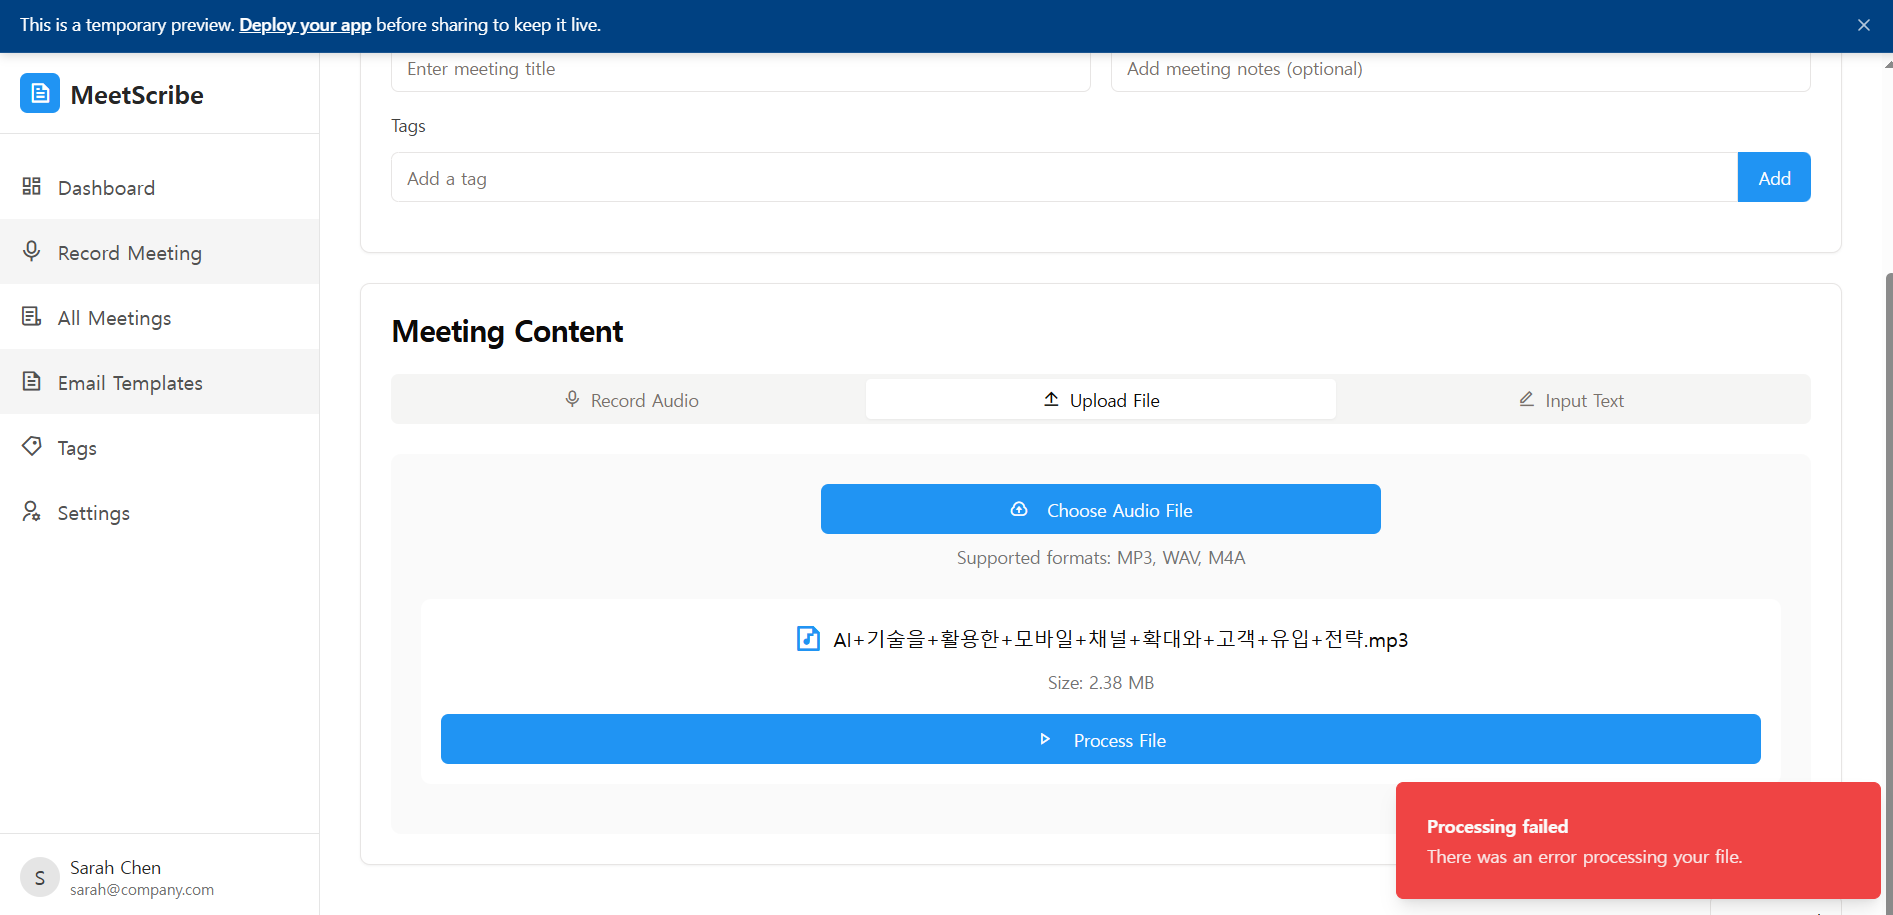 This is a temporary preview. Deploy your app before sharing to keep it live.
MeetScribe
Dashboard
Record Meeting
All Meetings
Email Templates
Tags
Settings
S
Sarah Chen
sarah@company.com
Enter meeting title
Add meeting notes (optional)
Tags
Add a tag
Add
Meeting Content
Record Audio
Upload File
Input Text
Choose Audio File
Supported formats: MP3, WAV, M4A
AI+기술을+활용한+모바일+채널+확대와+고객+유입+전략.mp3
Size: 2.38 MB
Process File
Processing failed
There was an error processing your file.